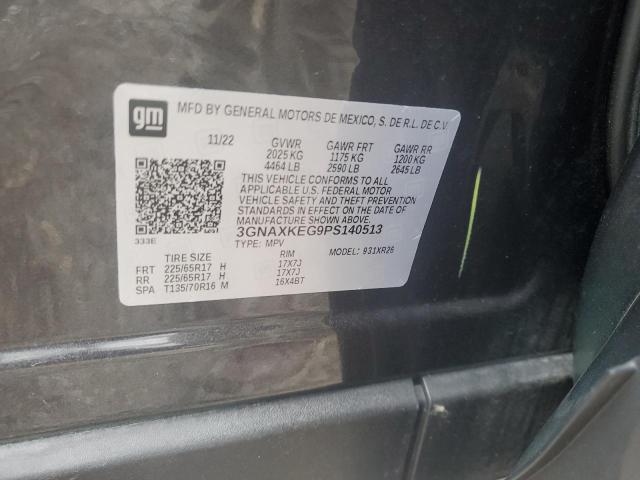 gm
MFD BY GENERAL MOTORS DE MEXICO, S. DE R.L. DE C.V.
11/22 GVWR GAWR FRT GAWR RR
2025 KG 1175 KG 1200 KG
4464 LB 2590 LB 2645 LB
THIS VEHICLE CONFORMS TO ALL
APPLICABLE U.S. FEDERAL MOTOR
VEHICLE SAFETY AND THEFT PREVENTION
STANDARDS IN EFFECT ON THE DATE OF
MANUFACTURE SHOWN ABOVE.
333E 3GNAXKEG9PS140513
TYPE: MPV MODEL: 931XR26
TIRE SIZE RIM
FRT 225/65R17 H 17X7J
RR 225/65R17 H 17X7J
SPA T135/70R16 M 16X4BT